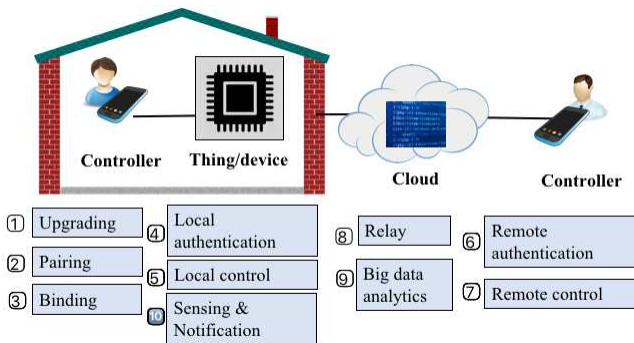 Controller
Thing/device
Cloud
Controller
1 Upgrading
2 Pairing
3 Binding
4 Local
authentication
5 Local control
10 Sensing &
Notification
8 Relay
9 Big data
analytics
6 Remote
authentication
7 Remote control